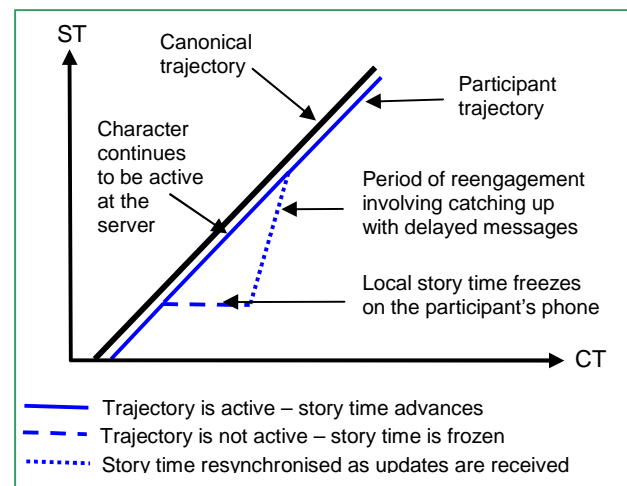 ST
Canonical
trajectory
Participant
trajectory
Character
continues
to be active
at the
server
Period of reengagement
involving catching up
with delayed messages
Local story time freezes
on the participant's phone
CT
Trajectory is active – story time advances
Trajectory is not active – story time is frozen
Story time resynchronised as updates are received